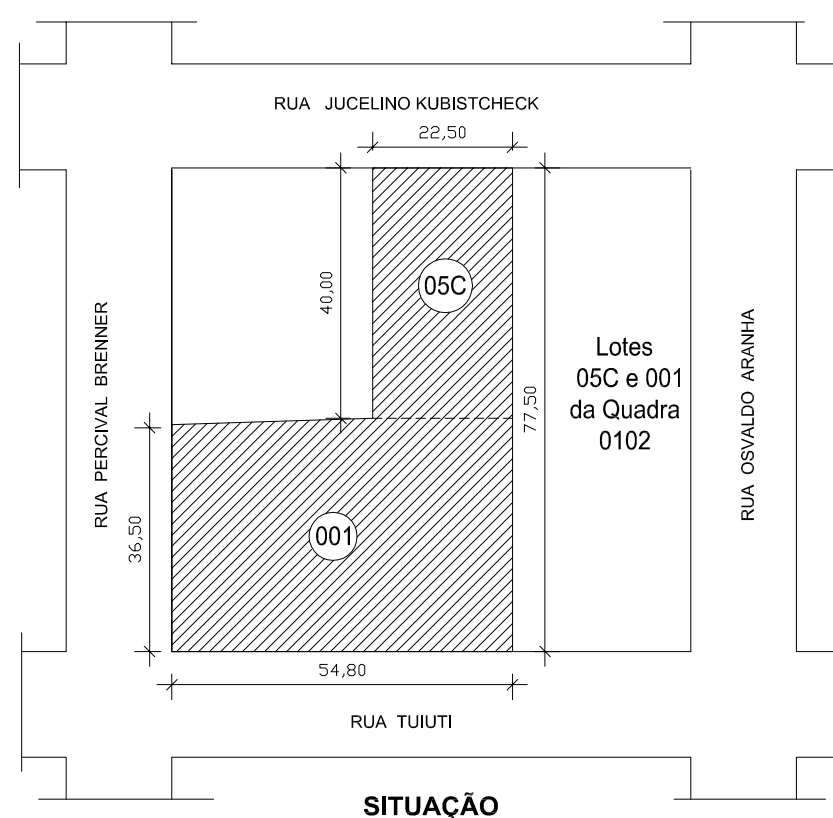 RUA JUCELINO KUBISTCHECK
22,50
40,00
05C
RUA PERCIVAL BRENNER
77,50
Lotes
05C e 001
da Quadra
0102
RUA OSVALDO ARANHA
36,50
001
54,80
RUA TUIUTI
SITUAÇÃO